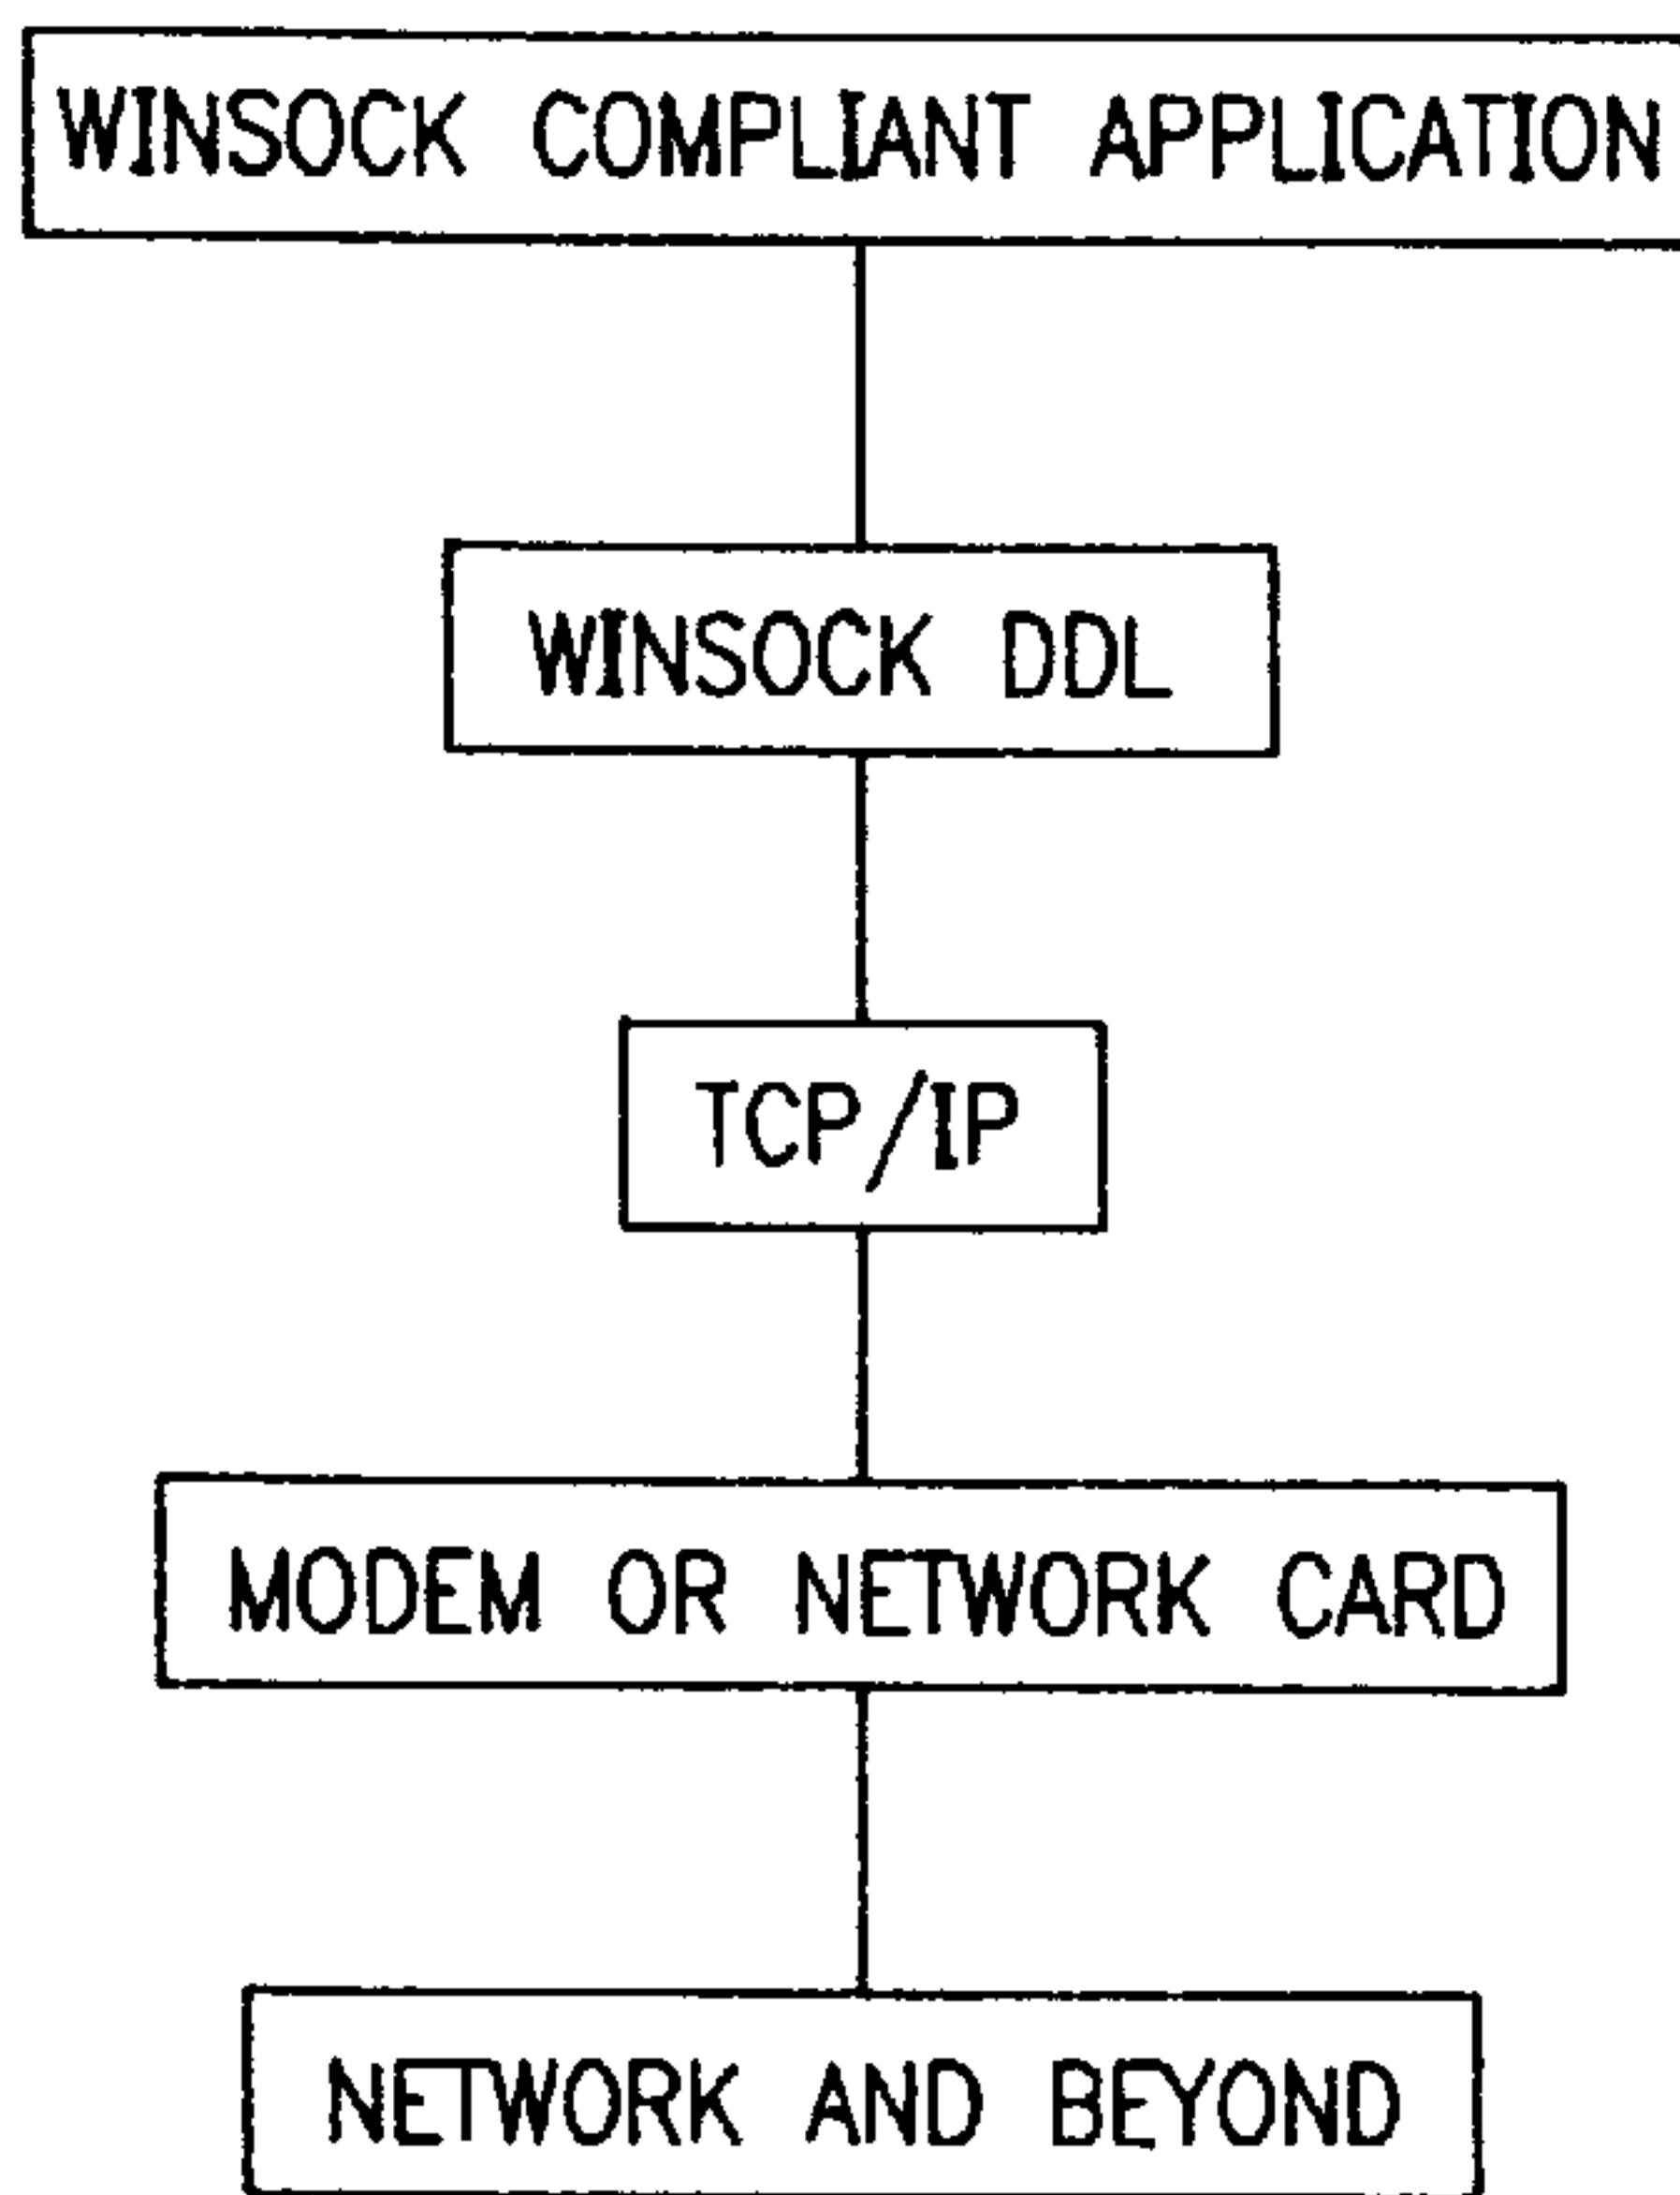 WINSOCK COMPLIANT APPLICATION
WINSOCK DDL
TCP/IP
MODEM OR NETWORK CARD
NETWORK AND BEYOND